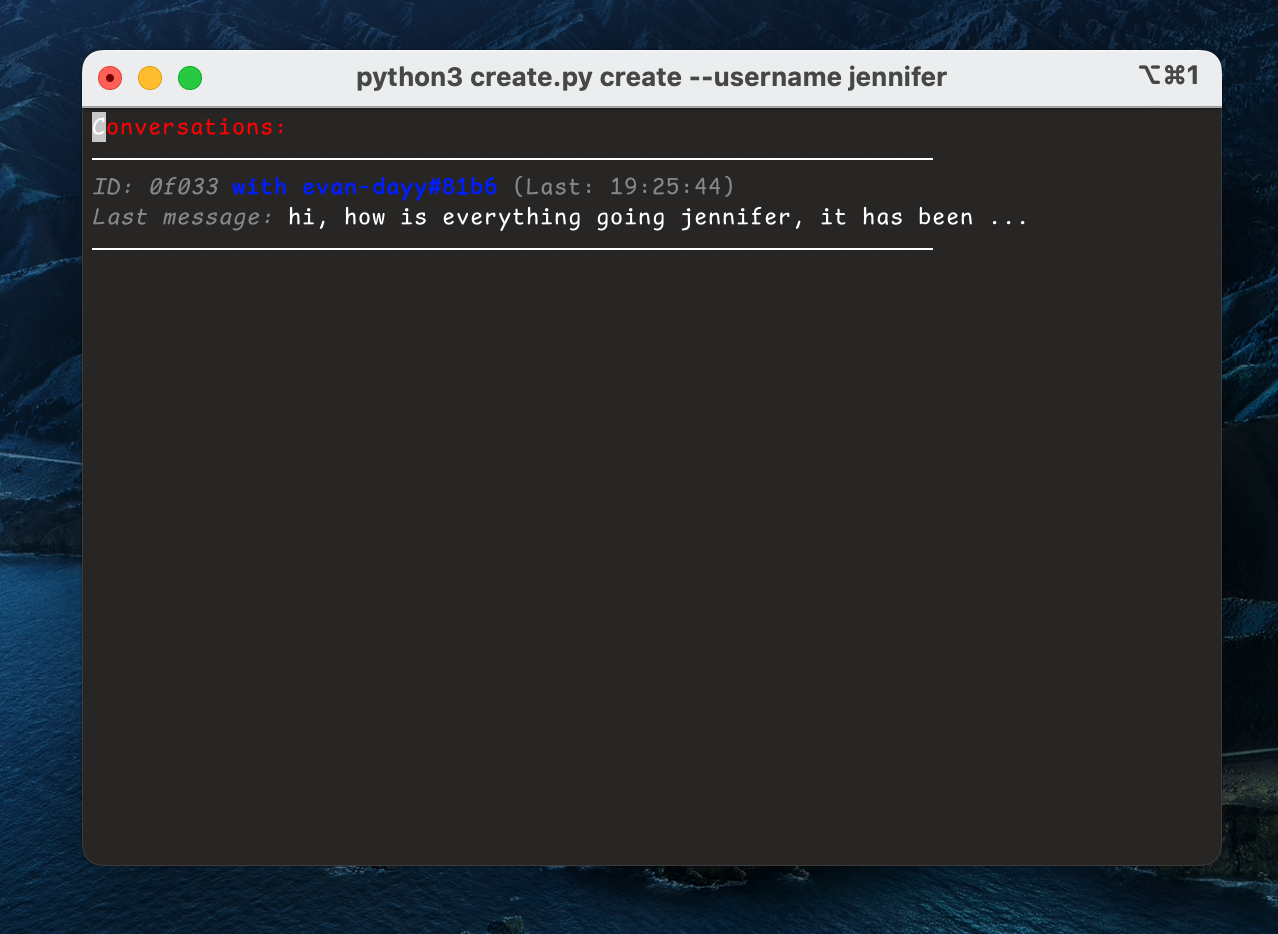 python3 create.py create --username jennifer ⌥⌘1
Conversations:
ID: 0f033 with evan-dayy#81b6 (Last: 19:25:44)
Last message: hi, how is everything going jennifer, it has been ...